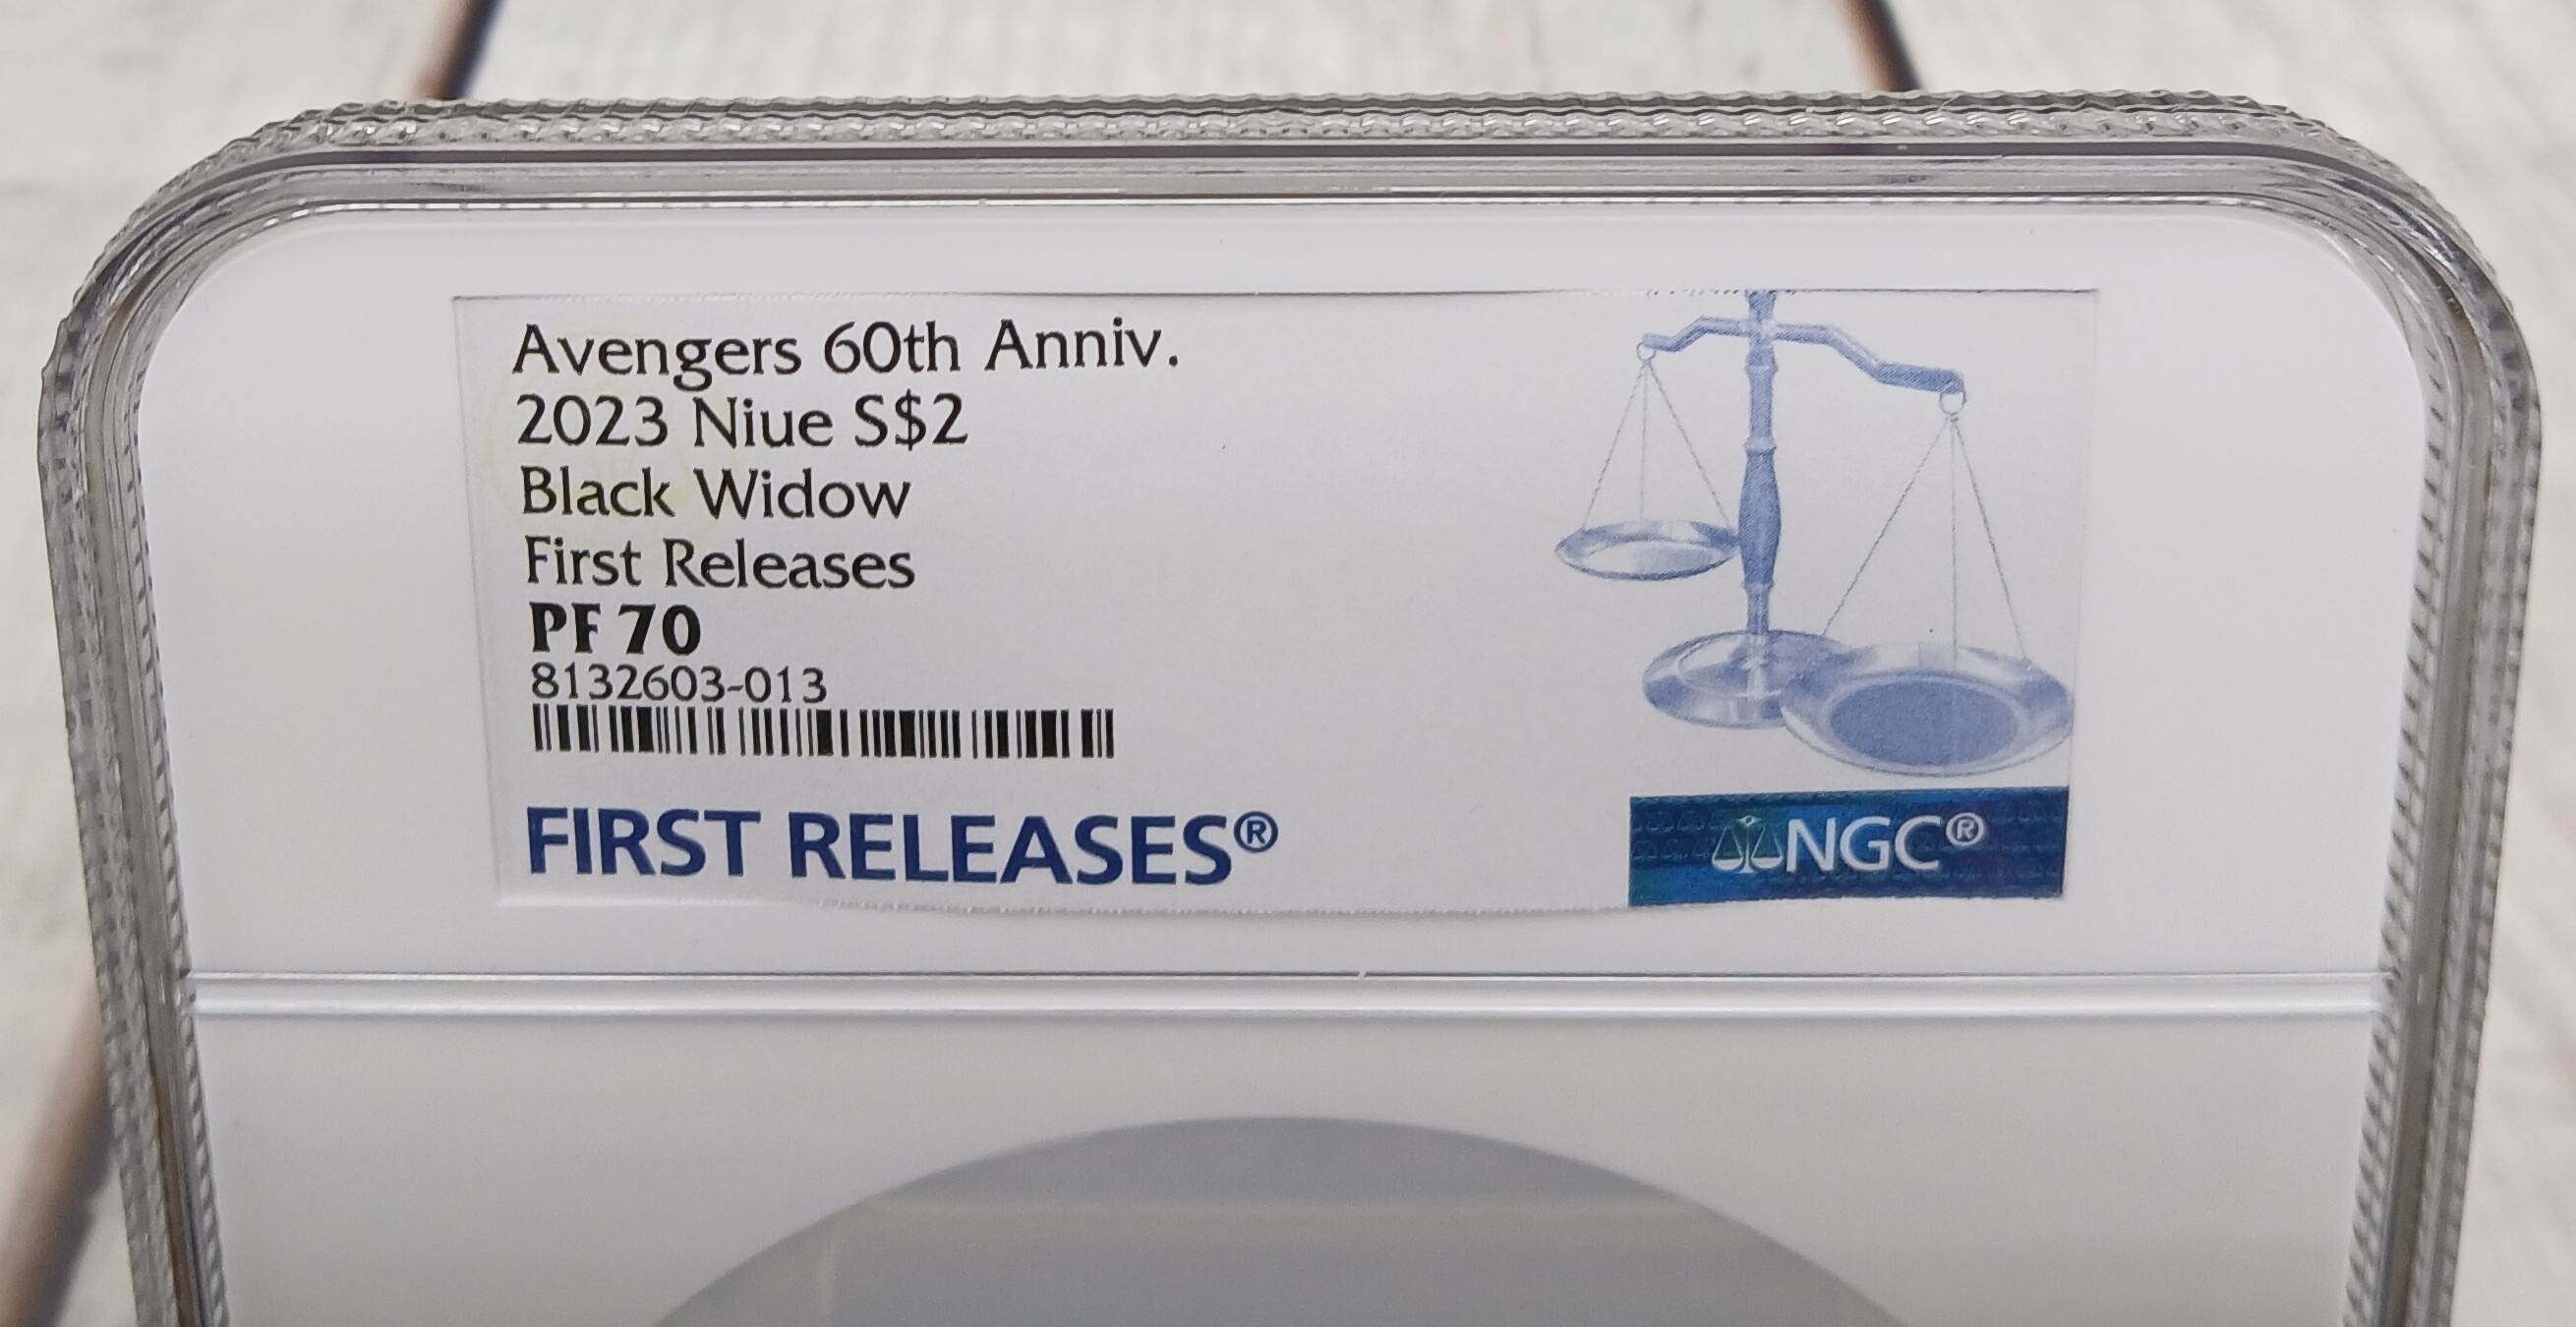 Avengers 60th Anniv.
2023 Niue S$2
Black Widow
First Releases
PF 70
8132603-013
FIRST RELEASES®
NGC®